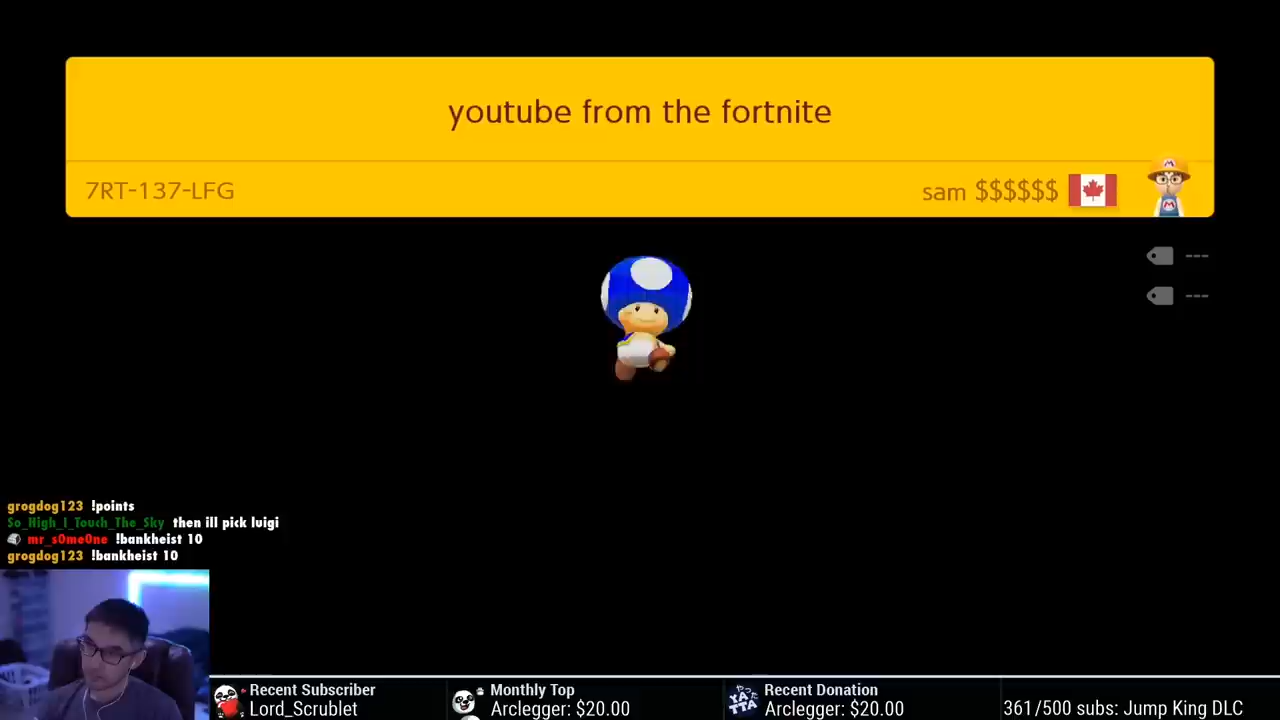 youtube from the fortnite
7RT-137-LFG
sam $$$$$$
---
---
grogdog123 !points
So_High_I_Touch_The_Sky then ill pick luigi
mr_s0me0ne !bankheist 10
grogdog123 !bankheist 10
Recent Subscriber
Lord_Scrublet
Monthly Top
Arclegger: $20.00
Recent Donation
Arclegger: $20.00
361/500 subs: Jump King DLC